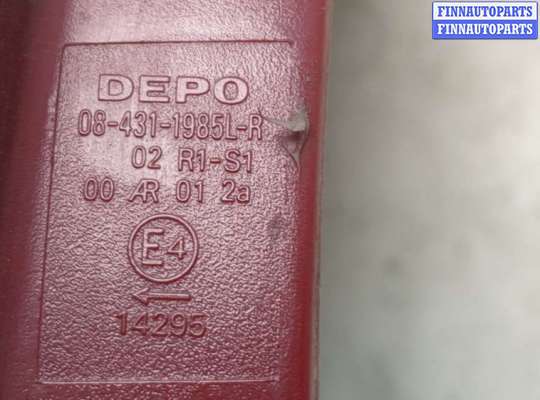 FINNAUTOPARTS
FINNAUTOPARTS
DEPO
08-431-1985L-R
02 R1-S1
00 AR 01 2a
E4
14295